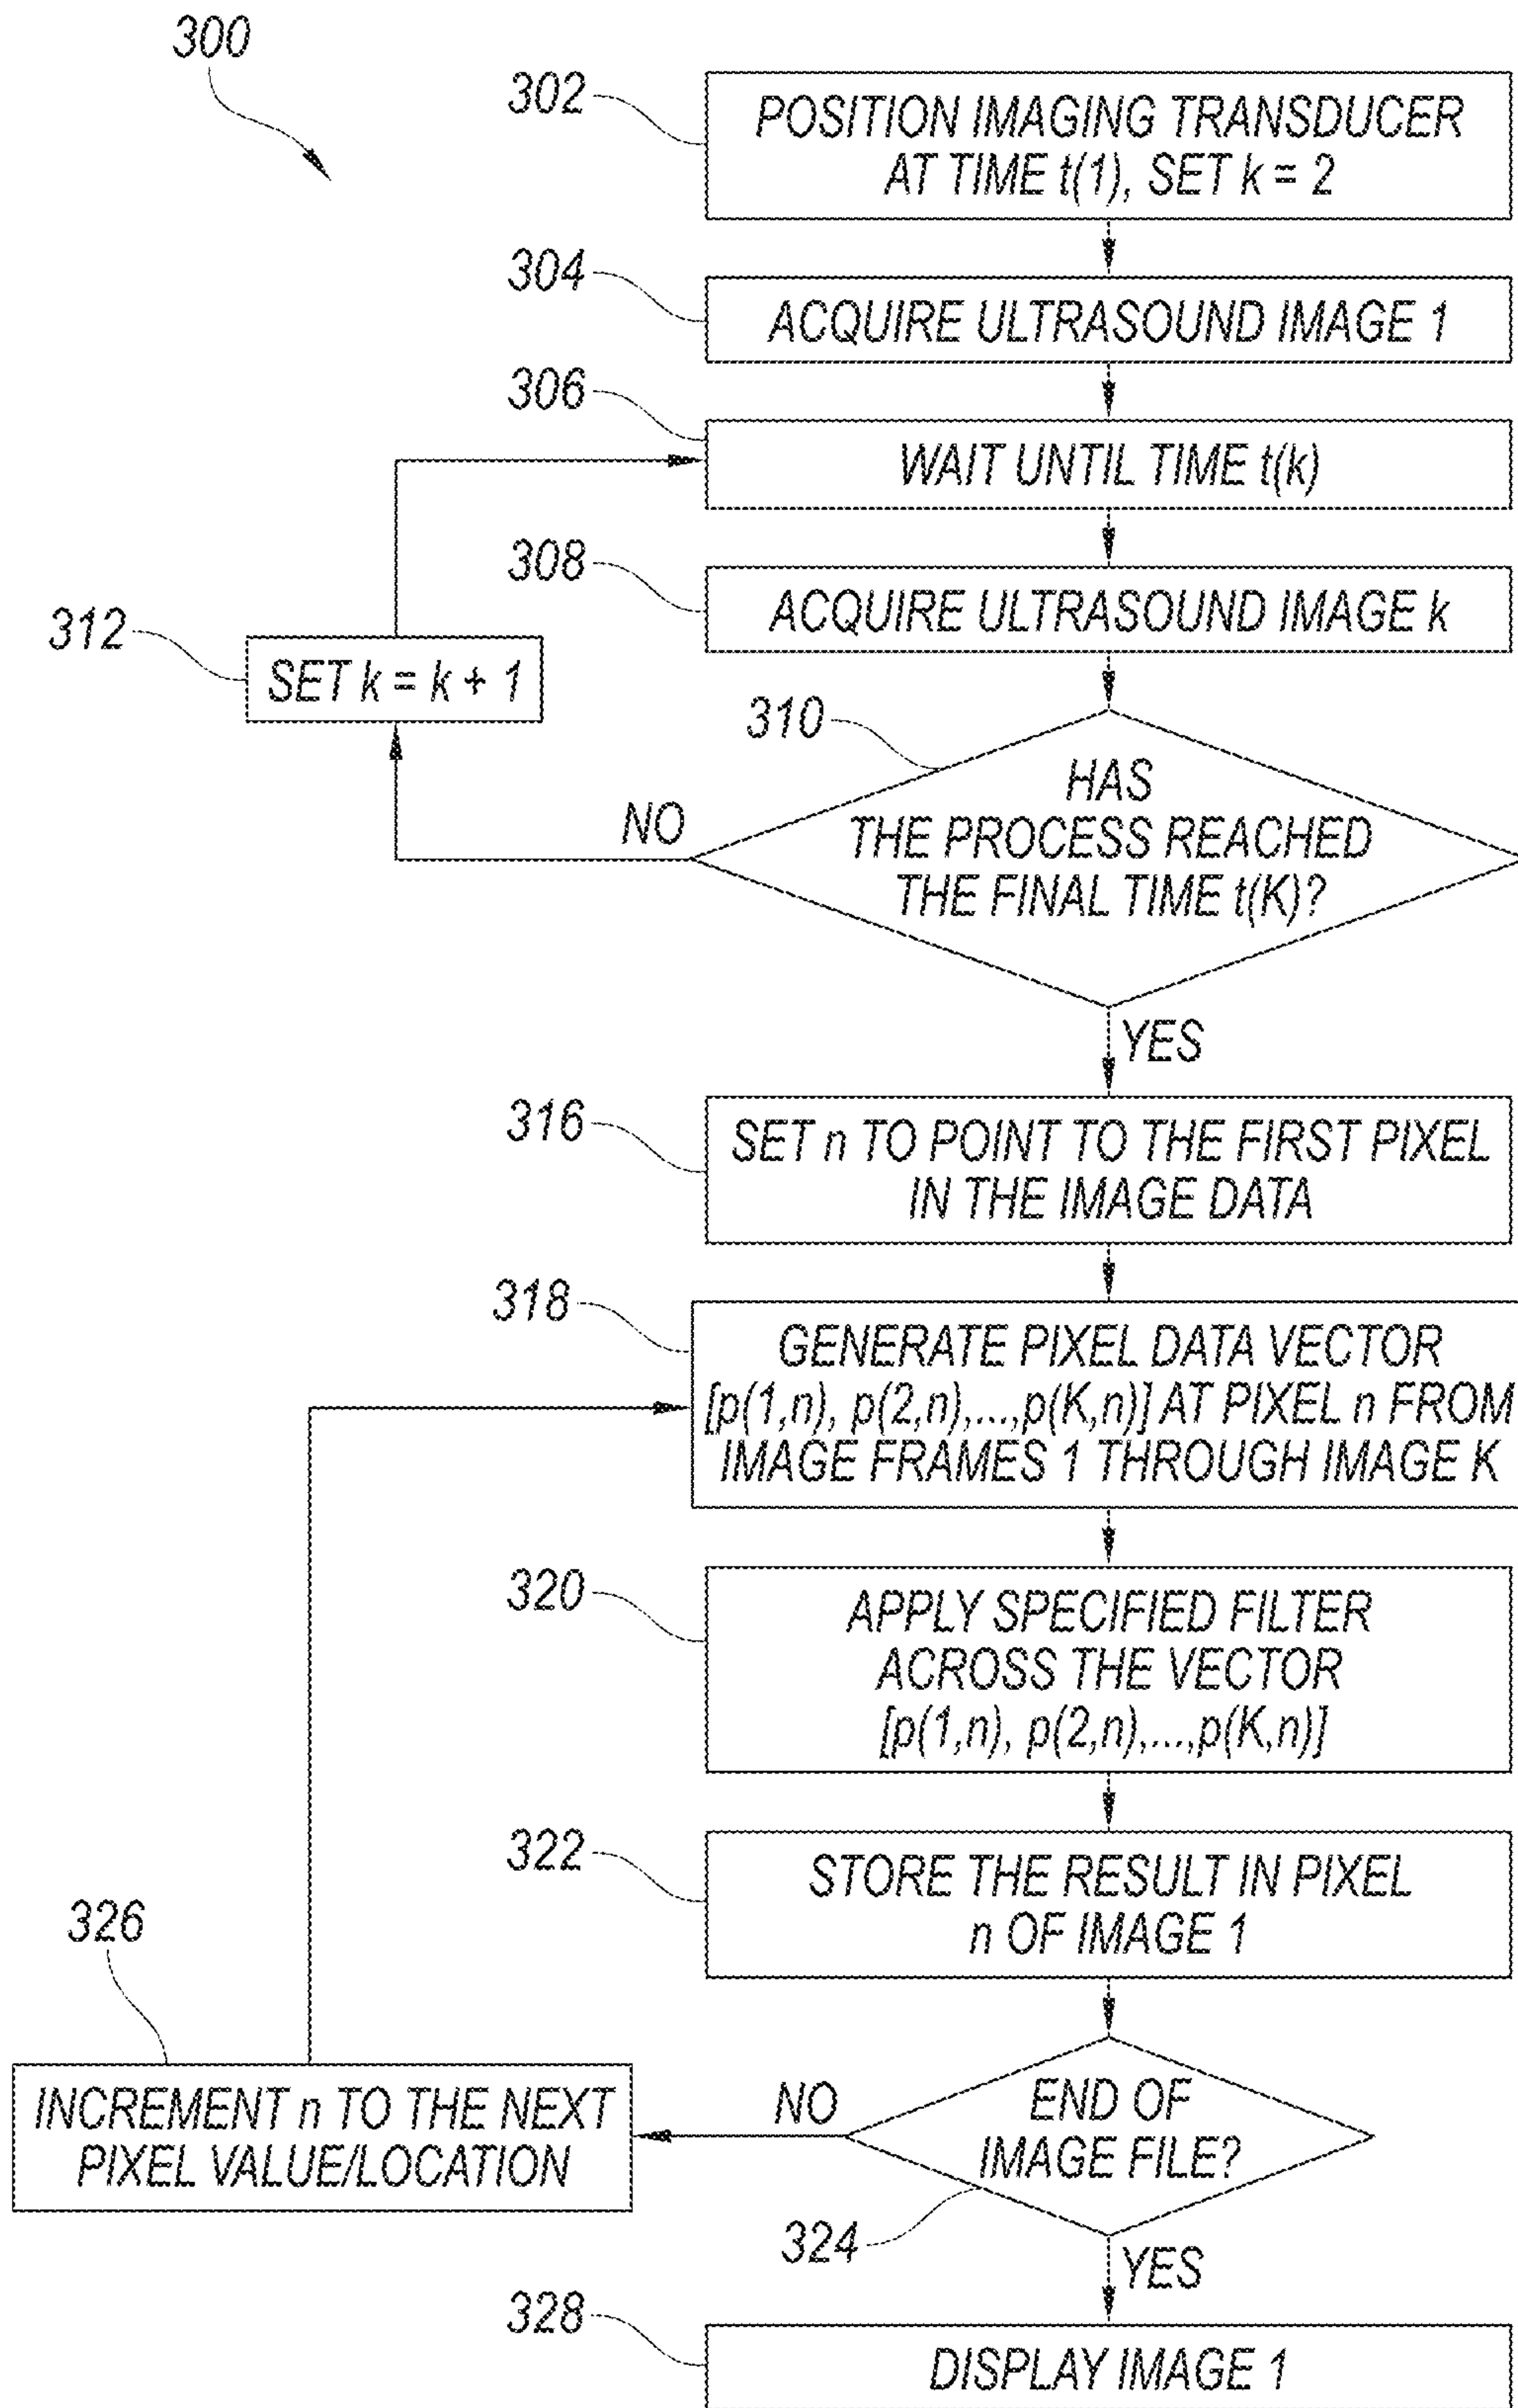 300
302
POSITION IMAGING TRANSDUCER
AT TIME t(1), SET k = 2
304
ACQUIRE ULTRASOUND IMAGE 1
306
WAIT UNTIL TIME t(k)
308
ACQUIRE ULTRASOUND IMAGE k
312
SET k = k + 1
310
HAS
THE PROCESS REACHED
THE FINAL TIME t(K)?
NO
YES
316
SET n TO POINT TO THE FIRST PIXEL
IN THE IMAGE DATA
318
GENERATE PIXEL DATA VECTOR
[p(1,n), p(2,n),...,p(K,n)] AT PIXEL n FROM
IMAGE FRAMES 1 THROUGH IMAGE K
320
APPLY SPECIFIED FILTER
ACROSS THE VECTOR
[p(1,n), p(2,n),...,p(K,n)]
322
STORE THE RESULT IN PIXEL
n OF IMAGE 1
326
INCREMENT n TO THE NEXT
PIXEL VALUE/LOCATION
NO
END OF
IMAGE FILE?
324
YES
328
DISPLAY IMAGE 1